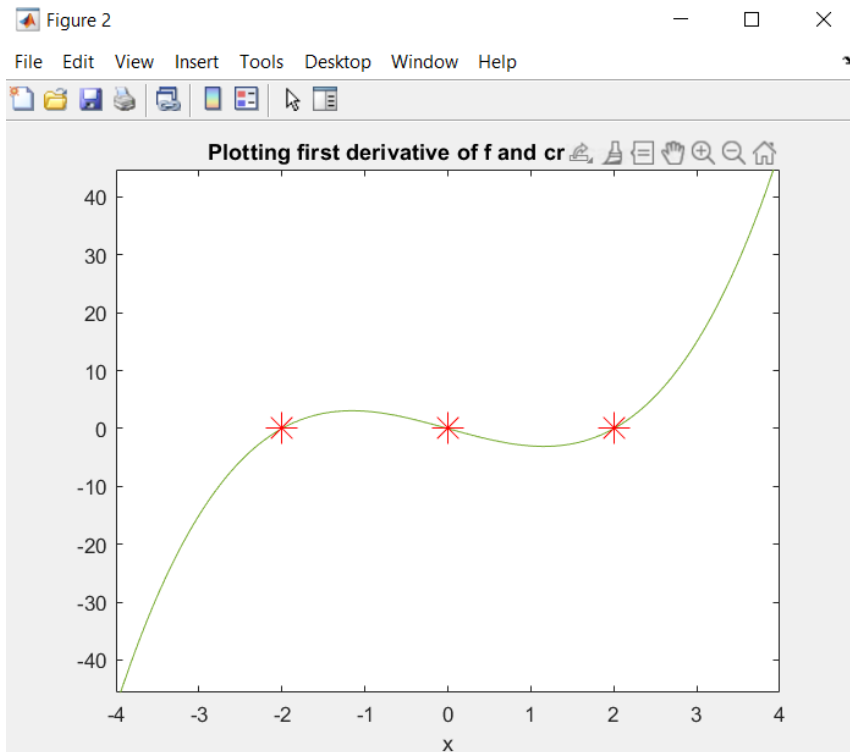 Figure 2
File Edit View Insert Tools Desktop Window Help
Plotting first derivative of f and cr
40
30
20
10
0
-10
-20
-30
-40
-4 -3 -2 -1 0 1 2 3 4
x